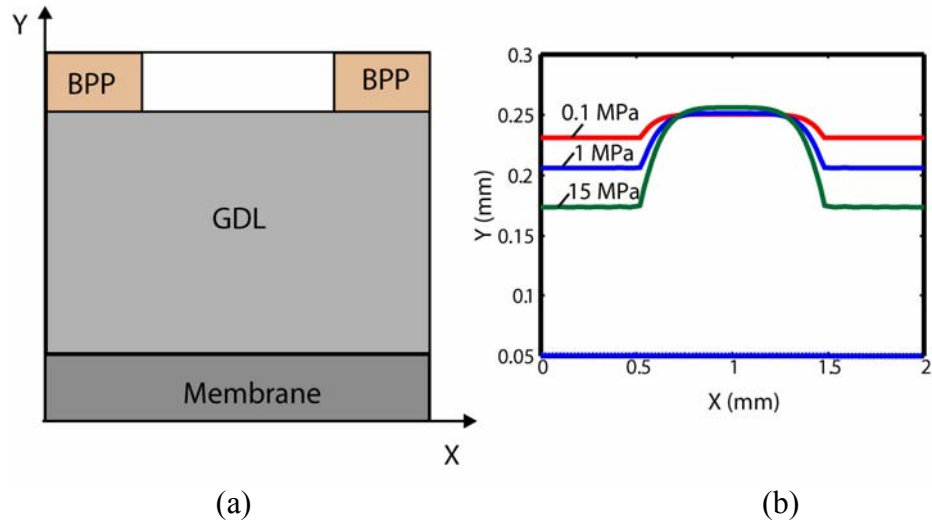 Y
BPP
BPP
GDL
Membrane
X
(a)
0.3
0.25
0.2
0.15
0.1
0.05
Y (mm)
0.1 MPa
1 MPa
15 MPa
0
0.5
1
1.5
2
X (mm)
(b)